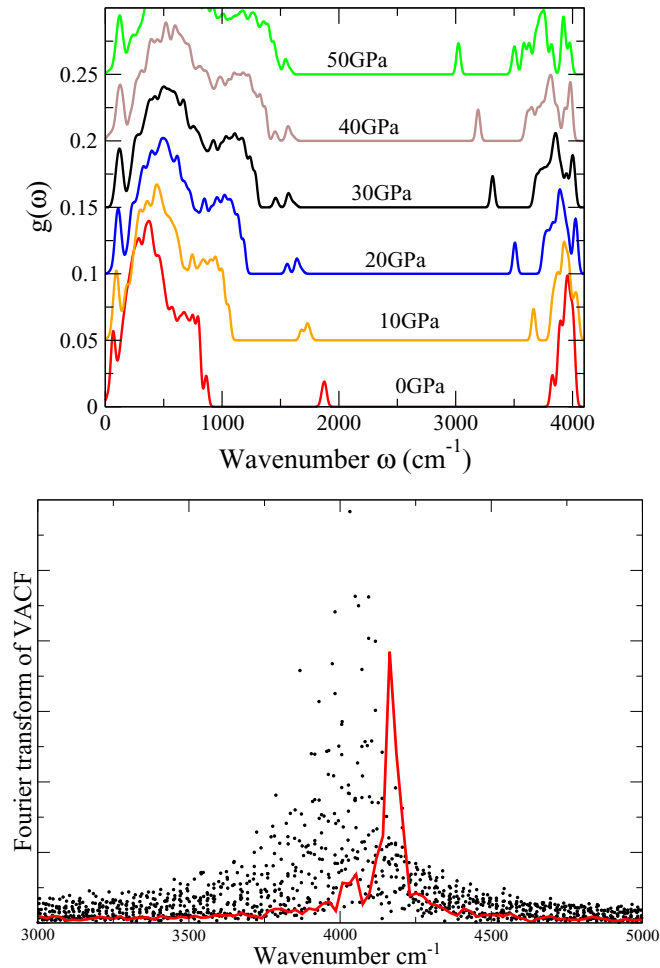 50GPa
0.25
40GPa
0.2
30GPa
0.15
g(ω)
20GPa
0.1
10GPa
0.05
0GPa
0
0 1000 2000 3000 4000
Wavenumber ω (cm-1)
Fourier transform of VACF
3000 3500 4000 4500 5000
Wavenumber cm-1